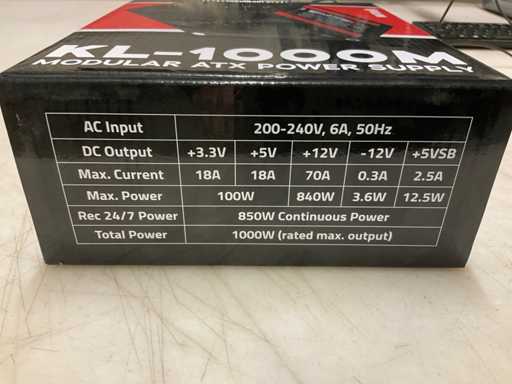 KL-1000M
MODULAR ATX POWER SUPPLY
AC Input 200-240V, 6A, 50Hz
DC Output +3.3V +5V +12V -12V +5VSB
Max. Current 18A 18A 70A 0.3A 2.5A
Max. Power 100W 840W 3.6W 12.5W
Rec 24/7 Power 850W Continuous Power
Total Power 1000W (rated max. output)